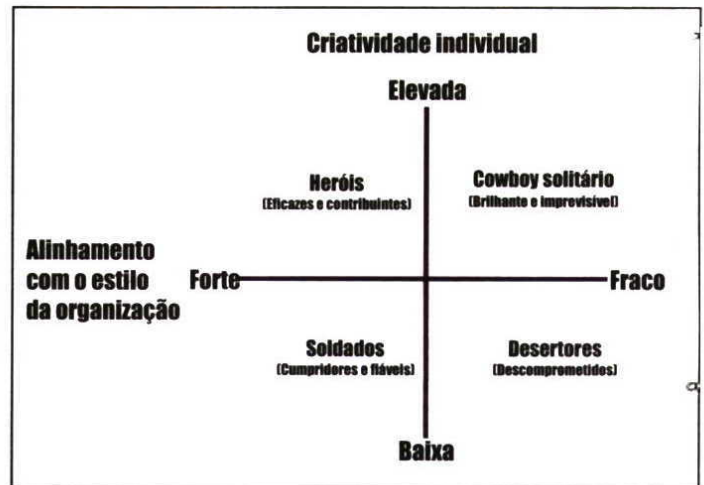 Criatividade individual
Elevada
Heróis
(Eficazes e contribuintes)
Cowboy solitário
(Brilhante e imprevisível)
Alinhamento
com o estilo
da organização
Forte
Fraco
Soldados
(Cumpridores e fiáveis)
Desertores
(Descomprometidos)
Baixa